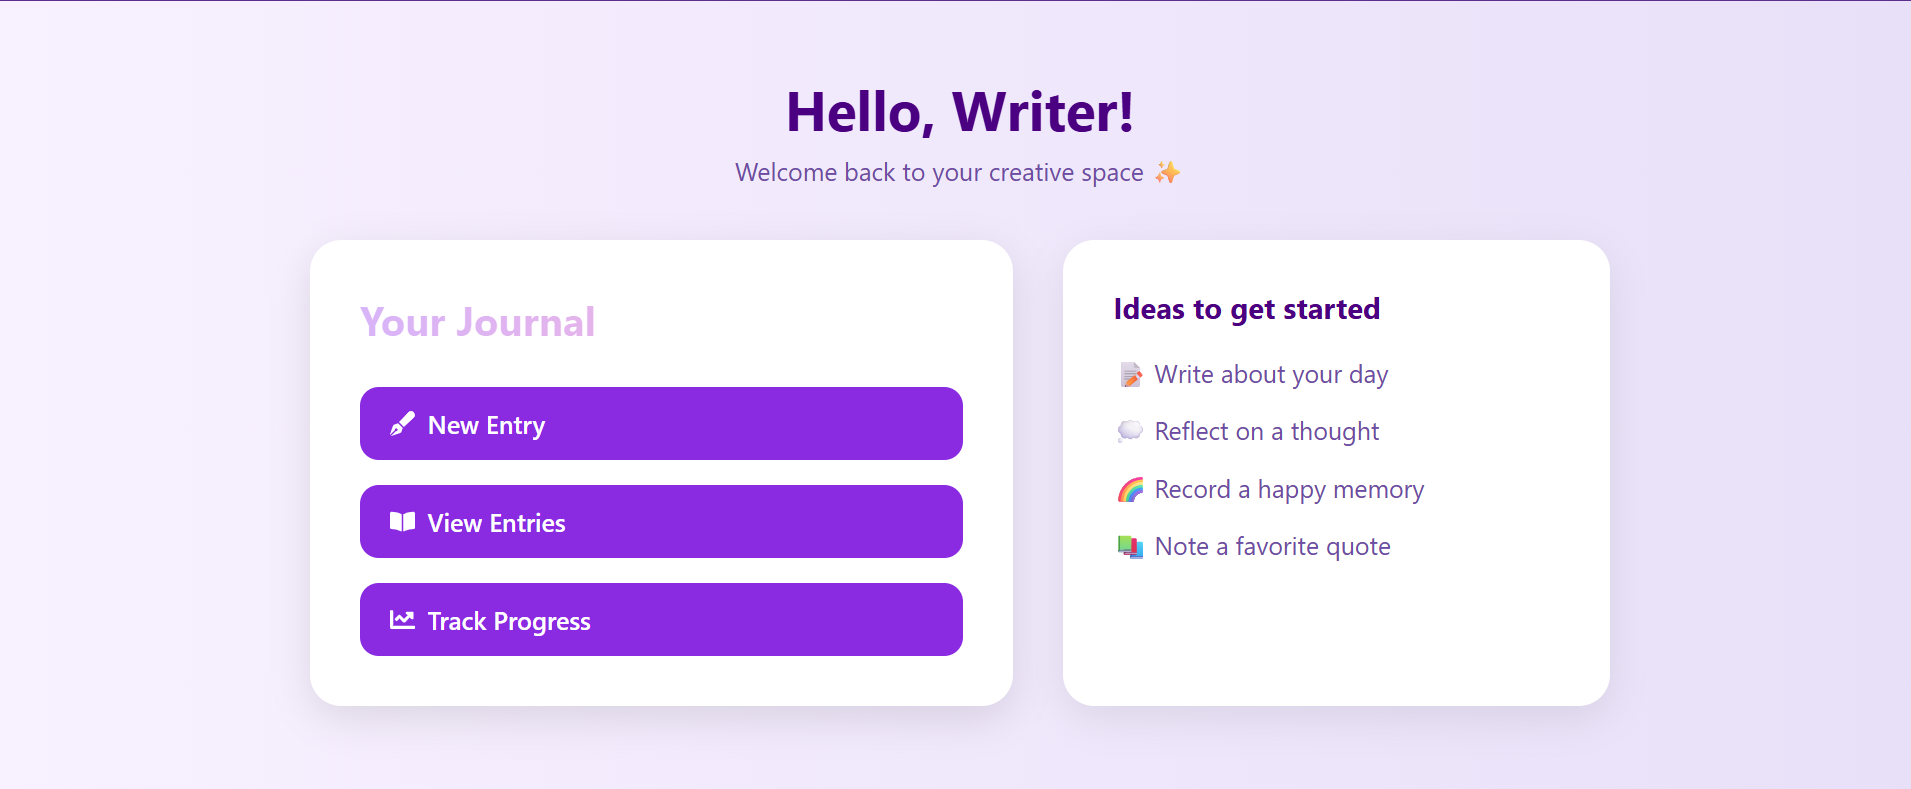 Hello, Writer!
Welcome back to your creative space ✨
Your Journal
New Entry
View Entries
Track Progress
Ideas to get started
📝 Write about your day
💭 Reflect on a thought
🌈 Record a happy memory
📚 Note a favorite quote